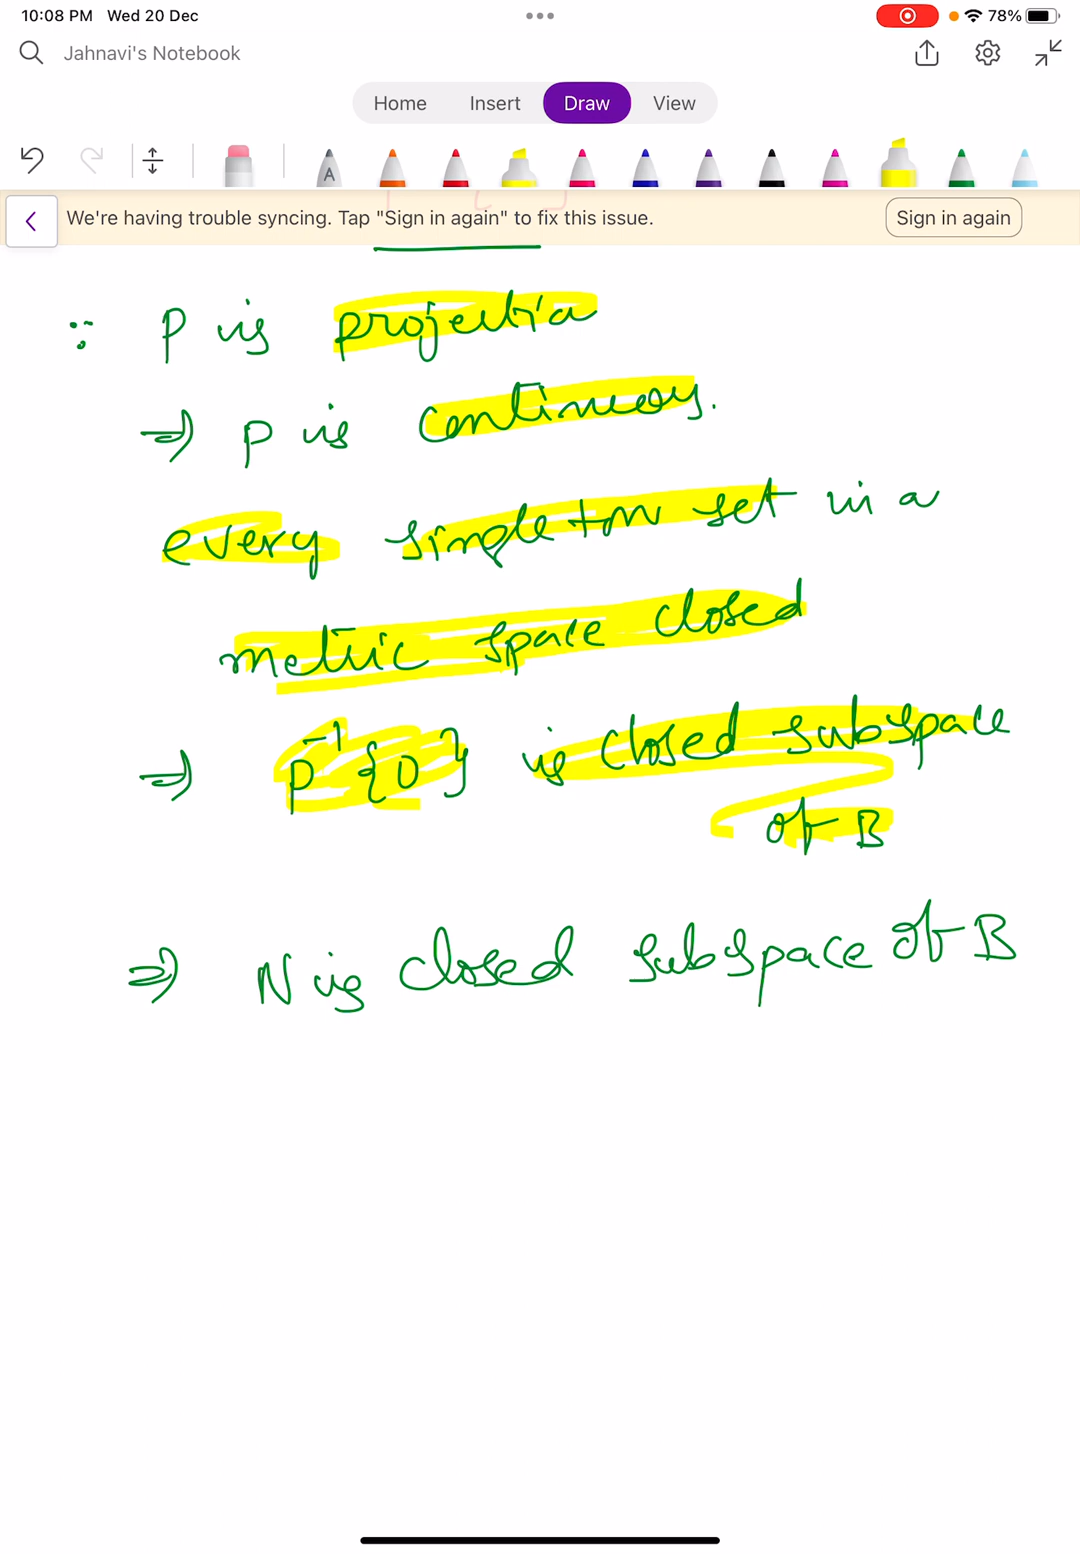 10:08 PM Wed 20 Dec
78%
Jahnavi's Notebook
Home Insert Draw View
A
We're having trouble syncing. Tap "Sign in again" to fix this issue. Sign in again
∵ P is projectia
⇒ P is continuous.
every singleton set in a
metric space closed
⇒ P⁻¹{0} is closed subspace
of B
⇒ N is closed subspace of B